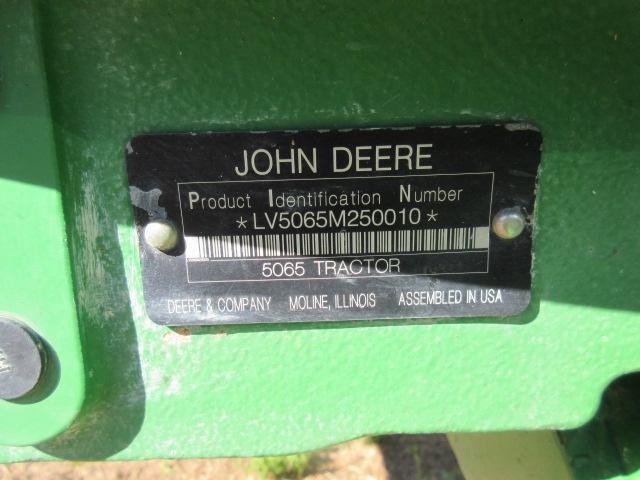 JOHN DEERE
Product Identification Number
*LV5065M250010*
5065 TRACTOR
DEERE & COMPANY MOLINE, ILLINOIS ASSEMBLED IN USA